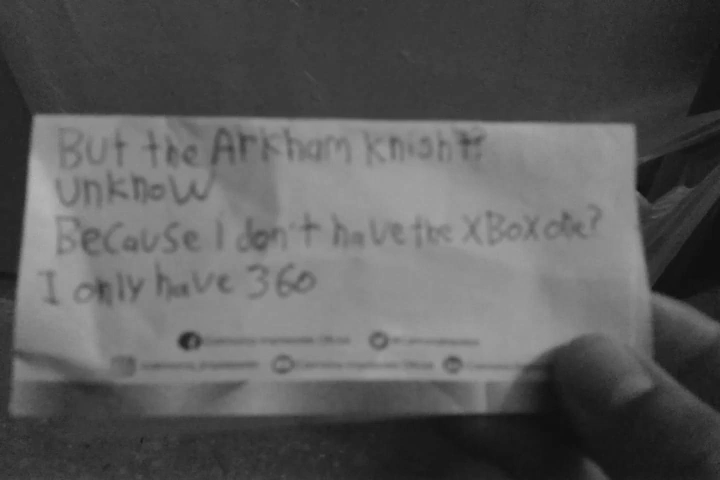 But the Arkham Knight?
unknow
Because I don't have the XBox one?
I only have 360